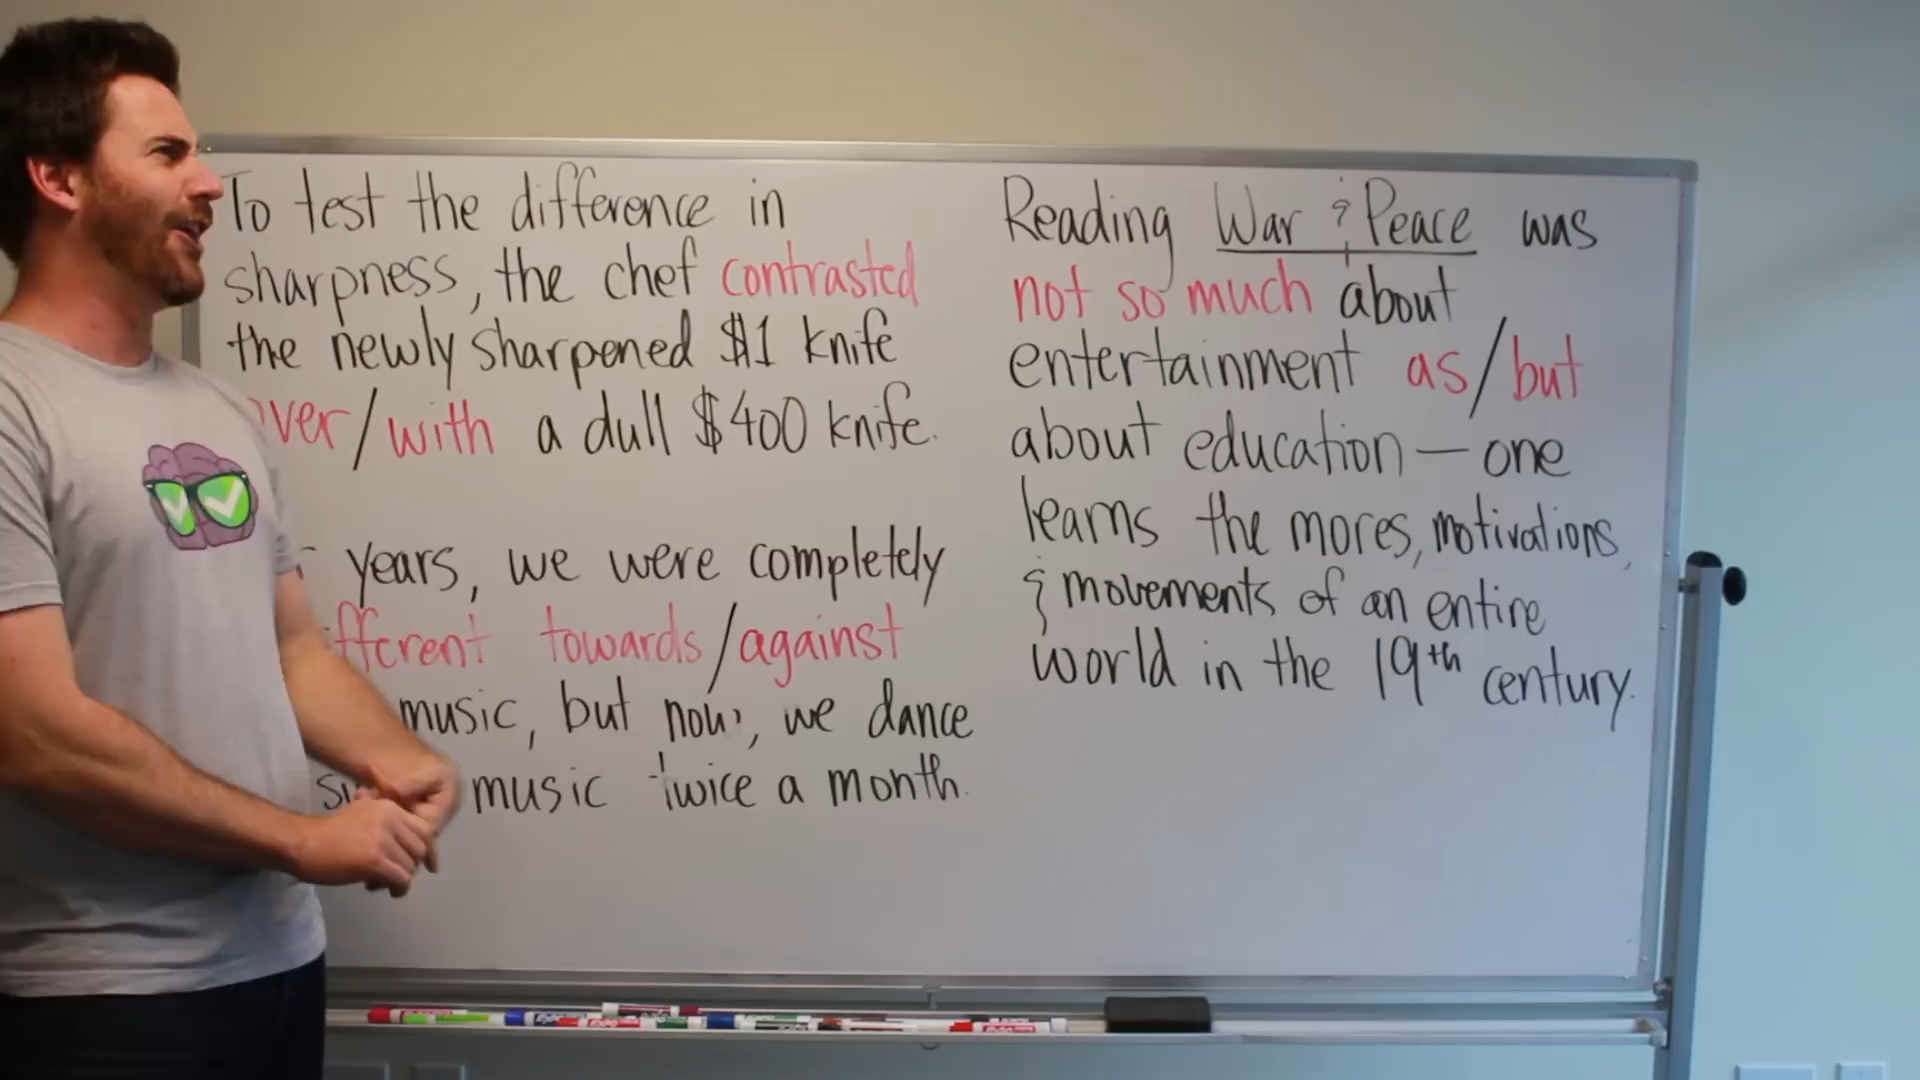 To test the difference in
sharpness, the chef contrasted
the newly sharpened $1 knife
over/with a dull $400 knife.
years, we were completely
fferent towards/against
music, but now, we dance
music twice a month.
Reading War & Peace was
not so much about
entertainment as/but
about education — one
learns the mores, motivations,
& movements of an entire
world in the 19th century.